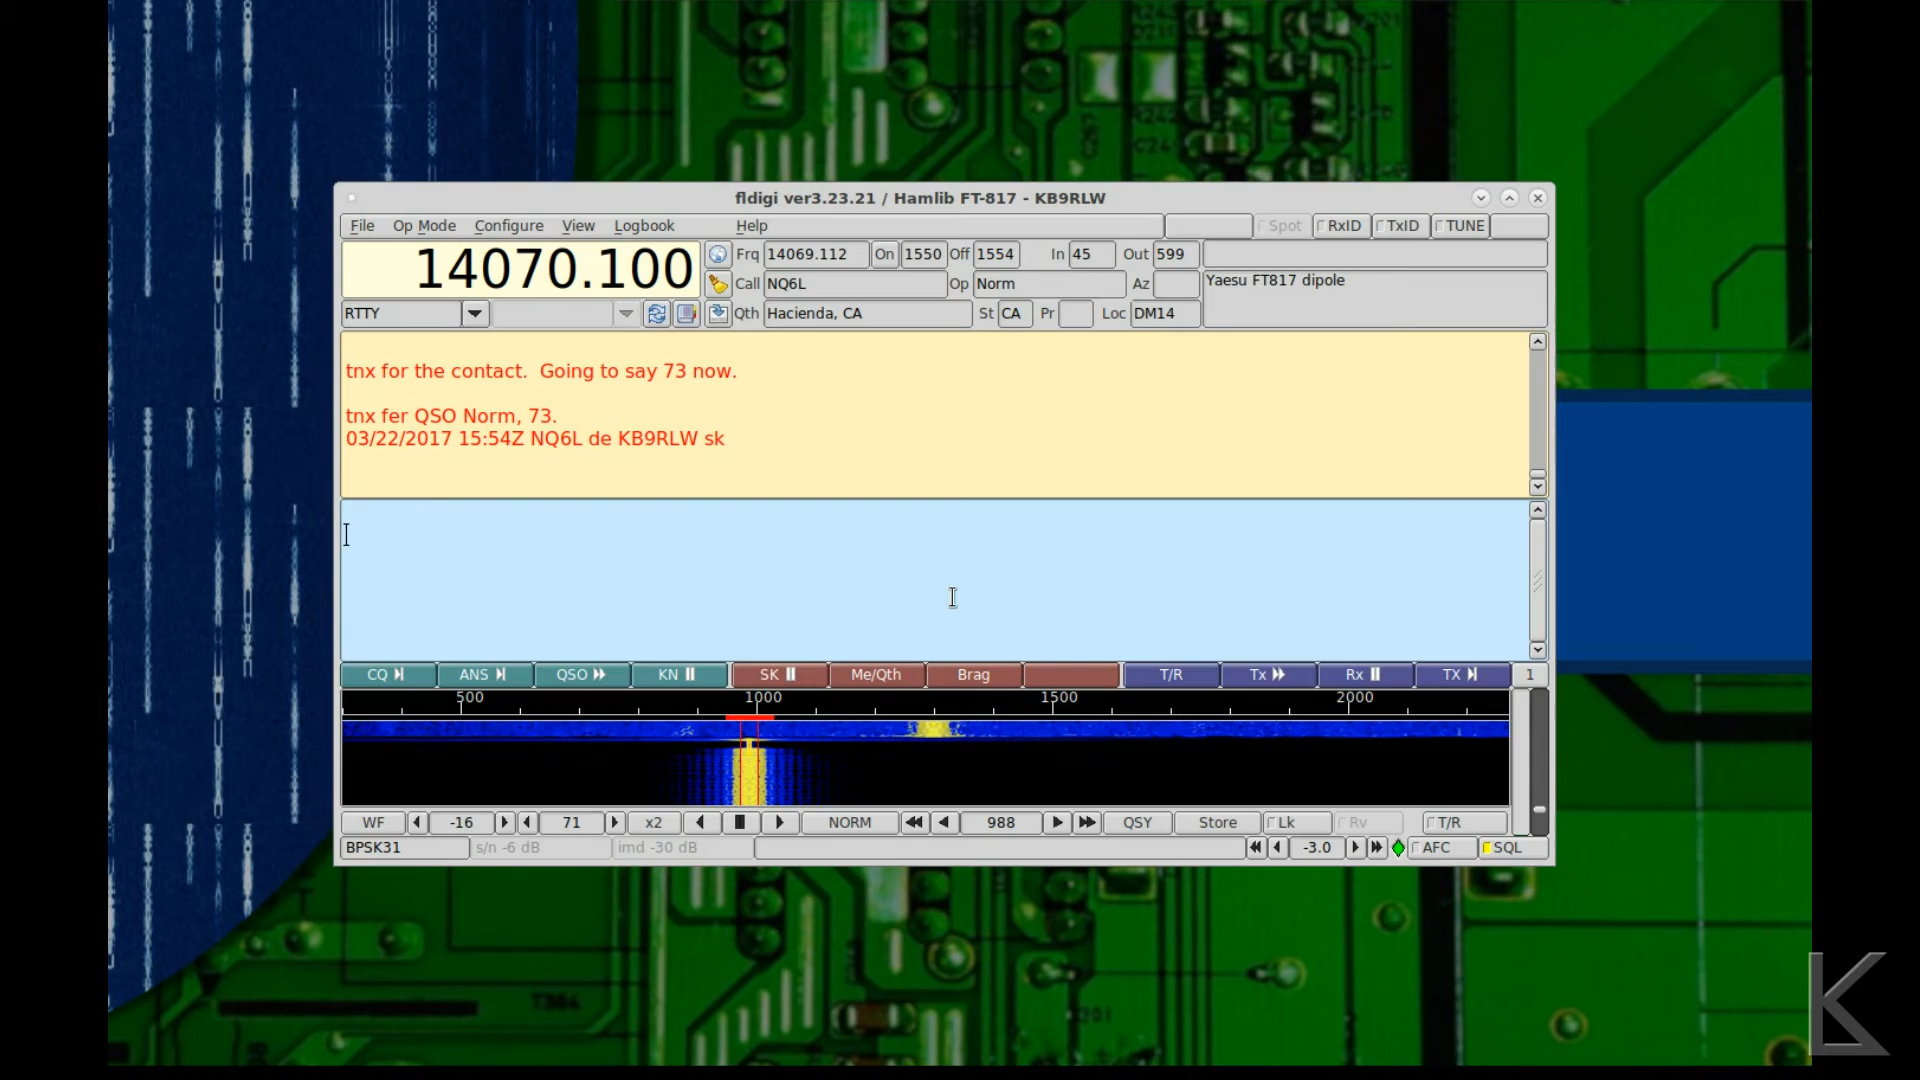 fldigi ver3.23.21 / Hamlib FT-817 - KB9RLW
File Op Mode Configure View Logbook Help Spot RxID TxID TUNE
14070.100 Frq 14069.112 On 1550 Off 1554 In 45 Out 599
Call NQ6L Op Norm Az Yaesu FT817 dipole
RTTY Qth Hacienda, CA St CA Pr Loc DM14
tnx for the contact. Going to say 73 now.
tnx fer QSO Norm, 73.
03/22/2017 15:54Z NQ6L de KB9RLW sk
CQ ANS QSO KN SK Me/Qth Brag T/R Tx Rx TX 1
500 1000 1500 2000
WF -16 71 x2 NORM 988 QSY Store Lk Rv T/R
BPSK31 s/n -6 dB imd -30 dB -3.0 AFC SQL
K